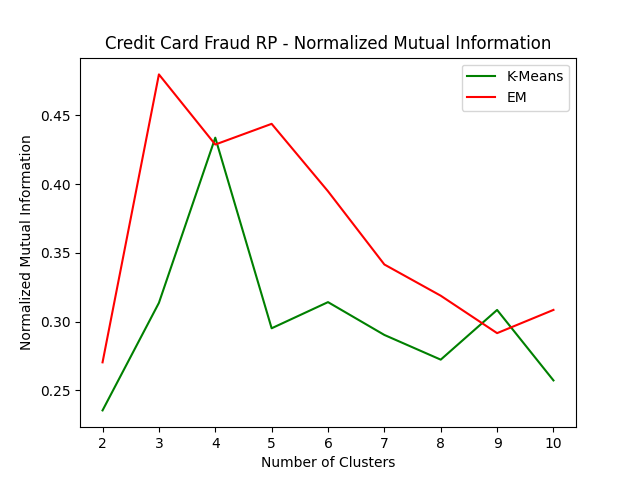 Credit Card Fraud RP - Normalized Mutual Information
K-Means
EM
Normalized Mutual Information
0.45
0.40
0.35
0.30
0.25
2 3 4 5 6 7 8 9 10
Number of Clusters